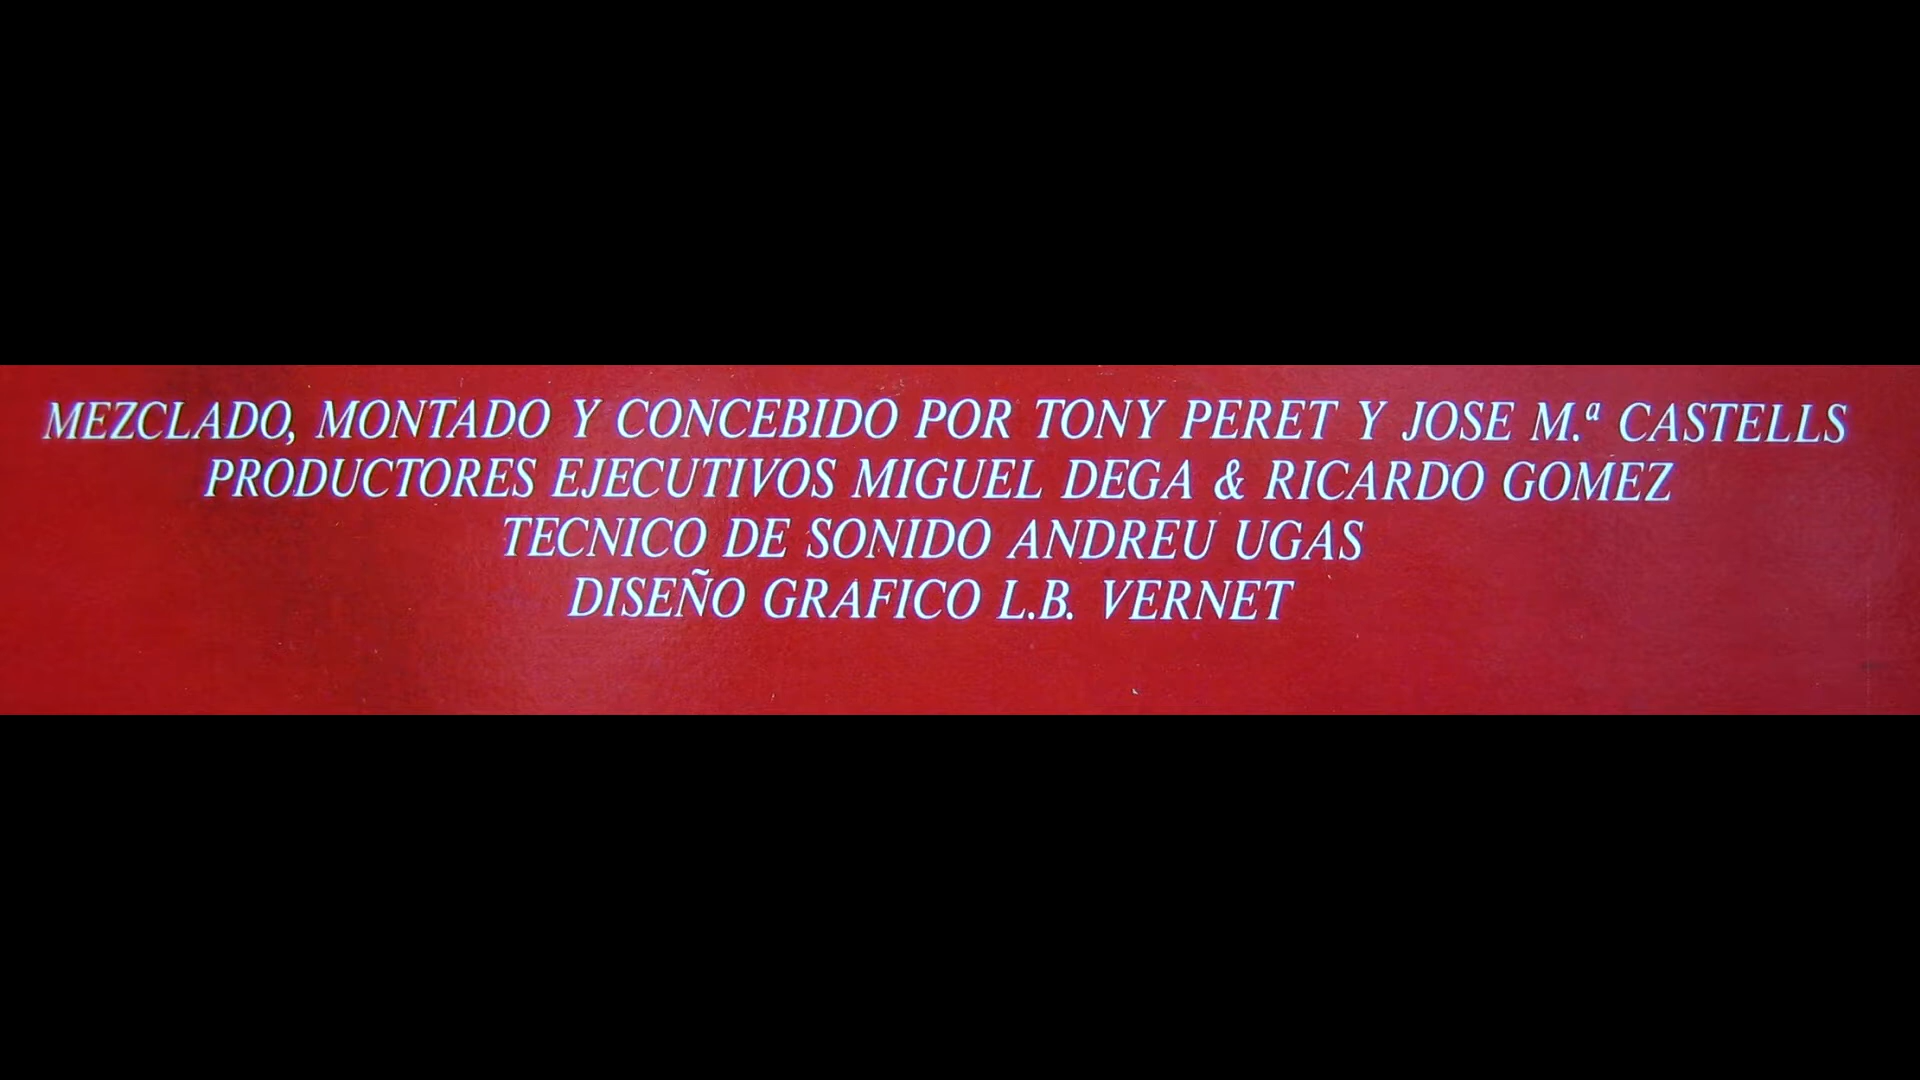 MEZCLADO, MONTADO Y CONCEBIDO POR TONY PERET Y JOSE M.ª CASTELLS
PRODUCTORES EJECUTIVOS MIGUEL DEGA & RICARDO GOMEZ
TECNICO DE SONIDO ANDREU UGAS
DISEÑO GRAFICO L.B. VERNET